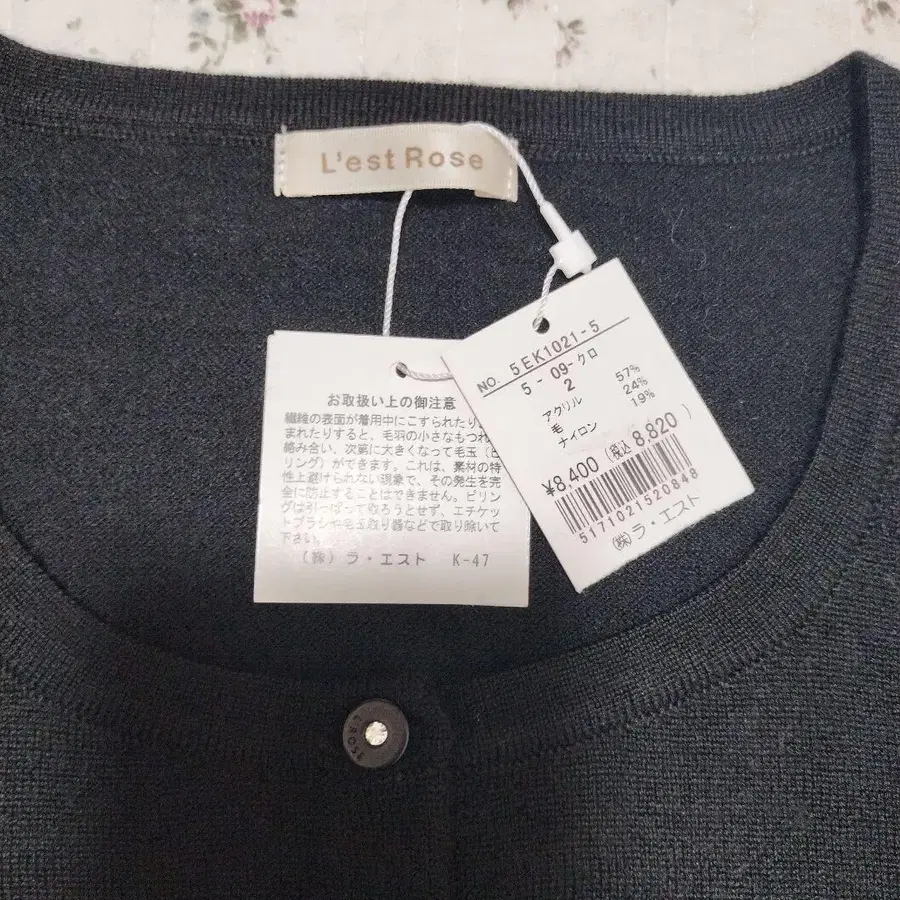 L'est Rose
お取扱い上の御注意
繊維の表面が着用中にこすられたり
まれたりすると、毛羽の小さなもつれ
絡み合い、次第に大きくなって毛玉(ピ
リング)ができます。これは、素材の特
性上避けられない現象で、その発生を完
全に防止することはできません。ピリン
グは引っぱって取ろうとせず、エチケッ
トブラシや毛玉取り器などで取り除いて
下さい。
(株)ラ・エスト K-47
NO. 5EK1021-5
5-09-クロ
2
アクリル 57%
毛 24%
ナイロン 19%
¥8,400 (税込 8,820)
5171021520848
(株)ラ・エスト
L'ROSE